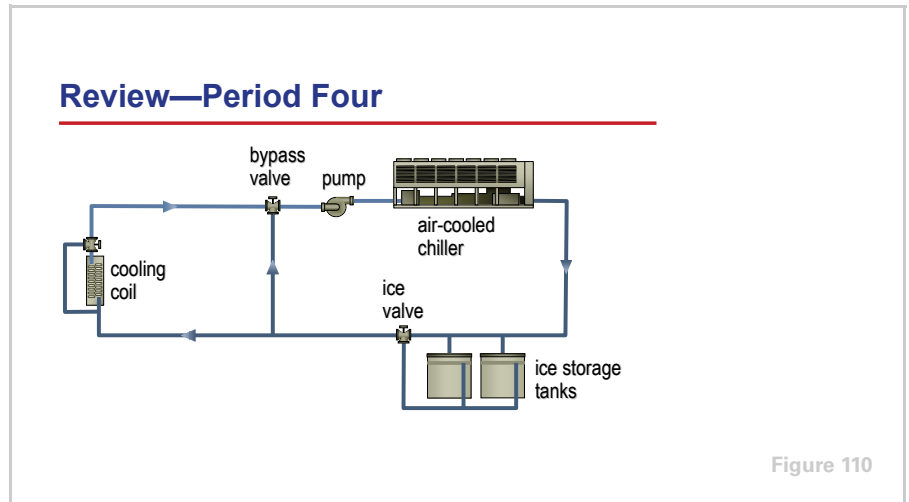 Review—Period Four
bypass
valve
pump
air-cooled
chiller
cooling
coil
ice
valve
ice storage
tanks
Figure 110